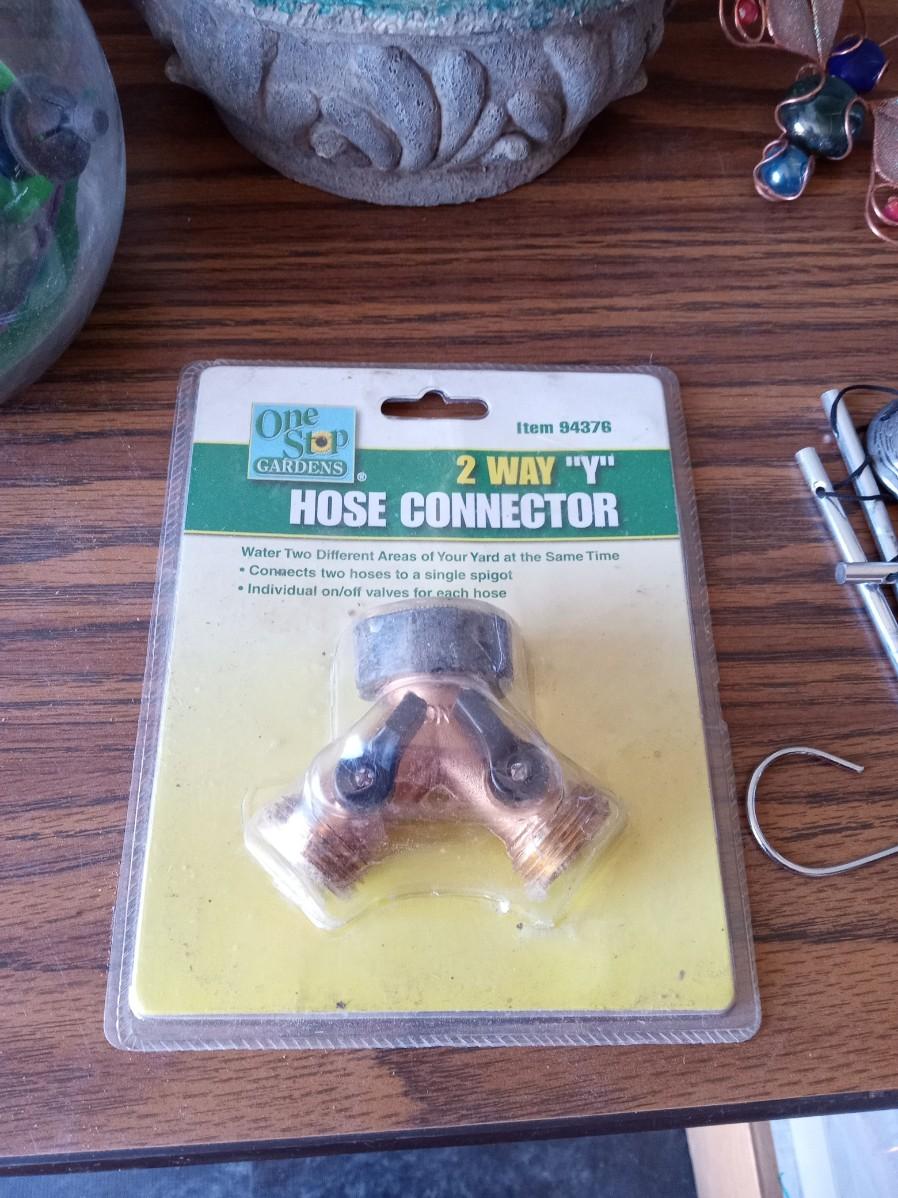 One
Stop
GARDENS
®
Item 94376
2 WAY "Y"
HOSE CONNECTOR
Water Two Different Areas of Your Yard at the Same Time
• Connects two hoses to a single spigot
• Individual on/off valves for each hose